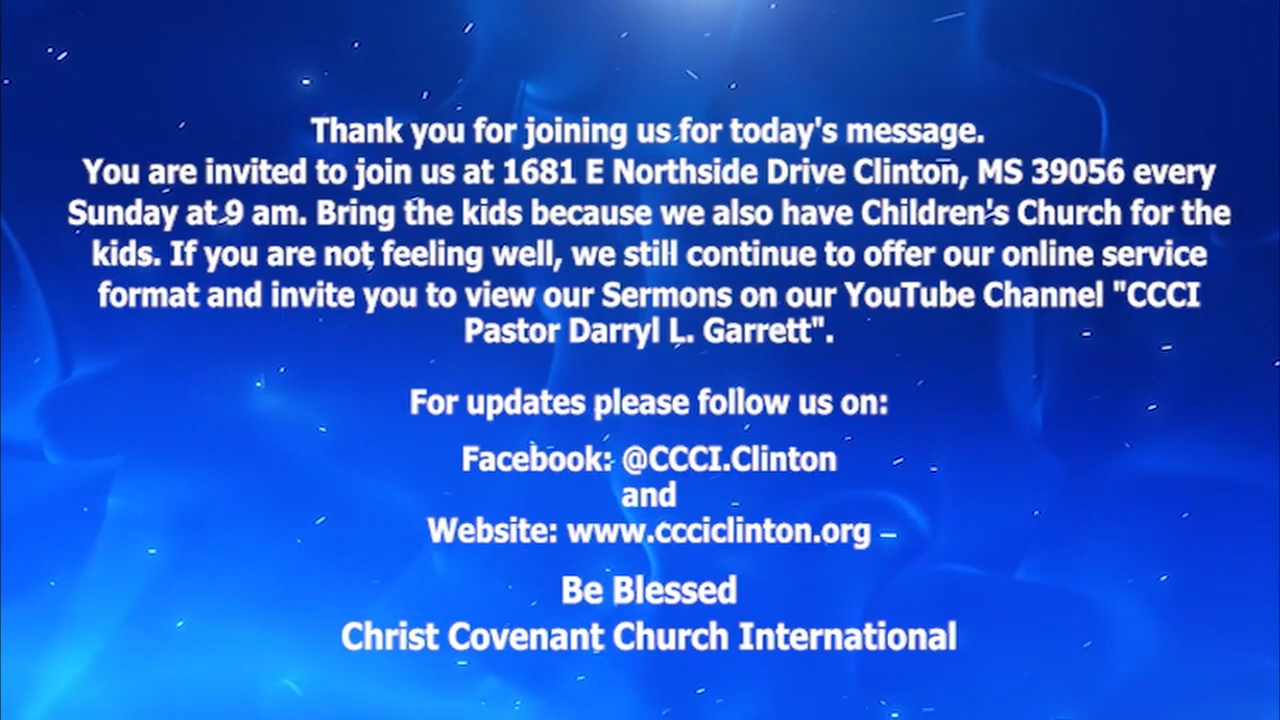 Thank you for joining us for today's message.
You are invited to join us at 1681 E Northside Drive Clinton, MS 39056 every
Sunday at 9 am. Bring the kids because we also have Children's Church for the
kids. If you are not feeling well, we still continue to offer our online service
format and invite you to view our Sermons on our YouTube Channel "CCCI
Pastor Darryl L. Garrett".
For updates please follow us on:
Facebook: @CCCI.Clinton
and
Website: www.ccciclinton.org
Be Blessed
Christ Covenant Church International